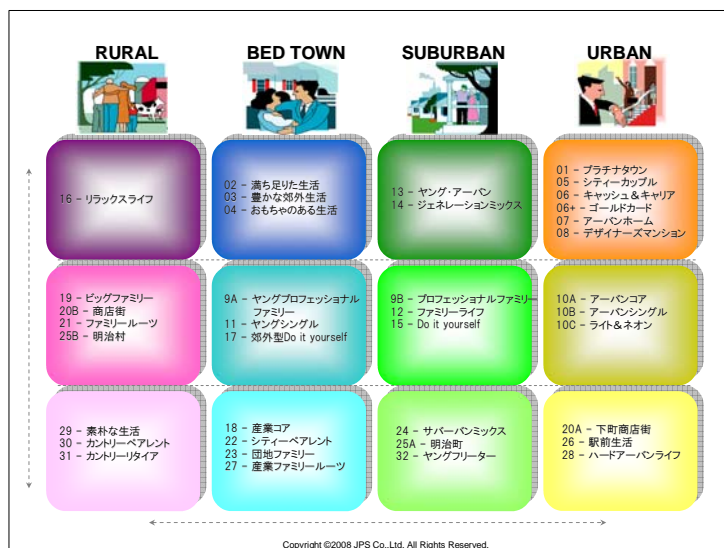 RURAL
BED TOWN
SUBURBAN
URBAN
16 - リラックスライフ
02 - 満ち足りた生活
03 - 豊かな郊外生活
04 - おもちゃのある生活
13 - ヤング・アーバン
14 - ジェネレーションミックス
01 - プラチナタウン
05 - シティーカップル
06 - キャッシュ＆キャリア
06+ - ゴールドカード
07 - アーバンホーム
08 - デザイナーズマンション
19 - ビッグファミリー
20B - 商店街
21 - ファミリールーツ
25B - 明治村
9A - ヤングプロフェッショナル
ファミリー
11 - ヤングシングル
17 - 郊外型Do it yourself
9B - プロフェッショナルファミリー
12 - ファミリーライフ
15 - Do it yourself
10A - アーバンコア
10B - アーバンシングル
10C - ライト＆ネオン
29 - 素朴な生活
30 - カントリーペアレント
31 - カントリーリタイア
18 - 産業コア
22 - シティーペアレント
23 - 団地ファミリー
27 - 産業ファミリールーツ
24 - サバーバンミックス
25A - 明治町
32 - ヤングフリーター
20A - 下町商店街
26 - 駅前生活
28 - ハードアーバンライフ
Copyright ©2008 JPS Co.,Ltd. All Rights Reserved.